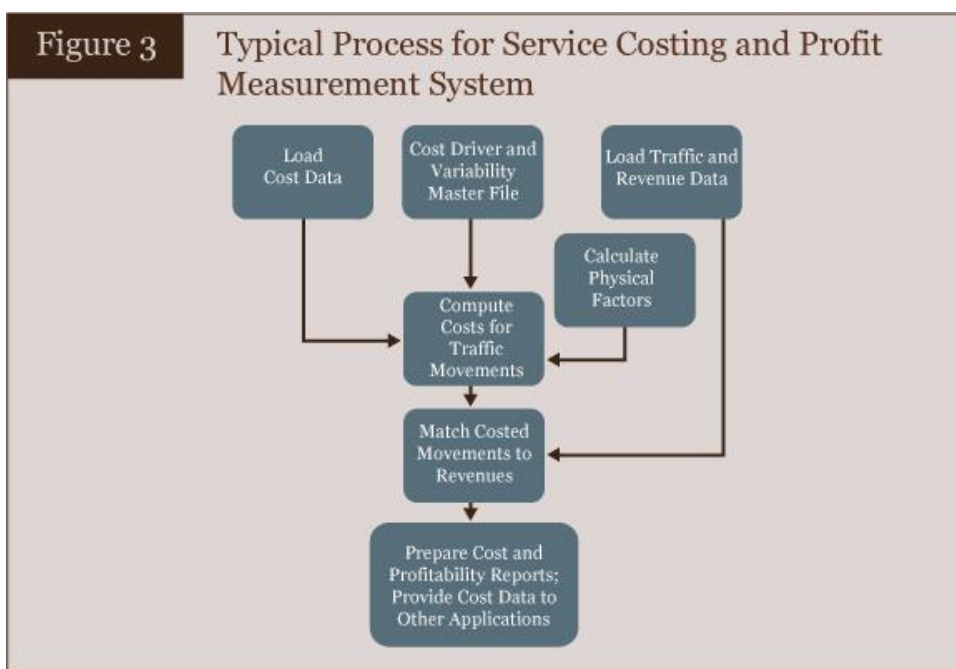 Figure 3
Typical Process for Service Costing and Profit
Measurement System
Load
Cost Data
Cost Driver and
Variability
Master File
Load Traffic and
Revenue Data
Calculate
Physical
Factors
Compute
Costs for
Traffic
Movements
Match Costed
Movements to
Revenues
Prepare Cost and
Profitability Reports;
Provide Cost Data to
Other Applications